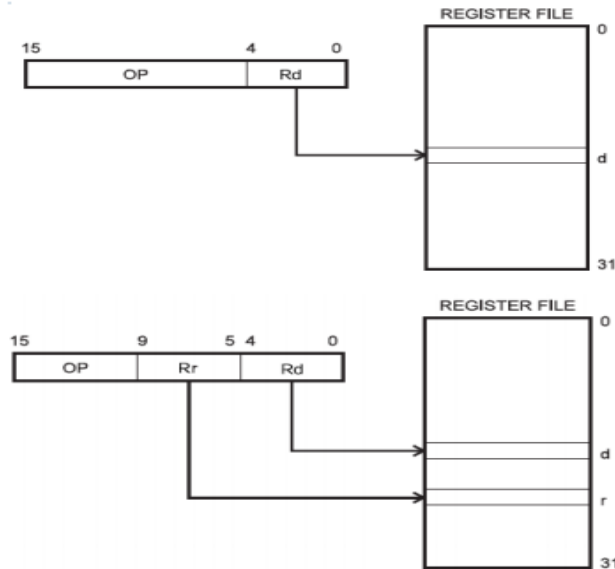 REGISTER FILE
15 4 0 0
OP Rd
d
31
REGISTER FILE
0
15 9 5 4 0
OP Rr Rd
d
r
31